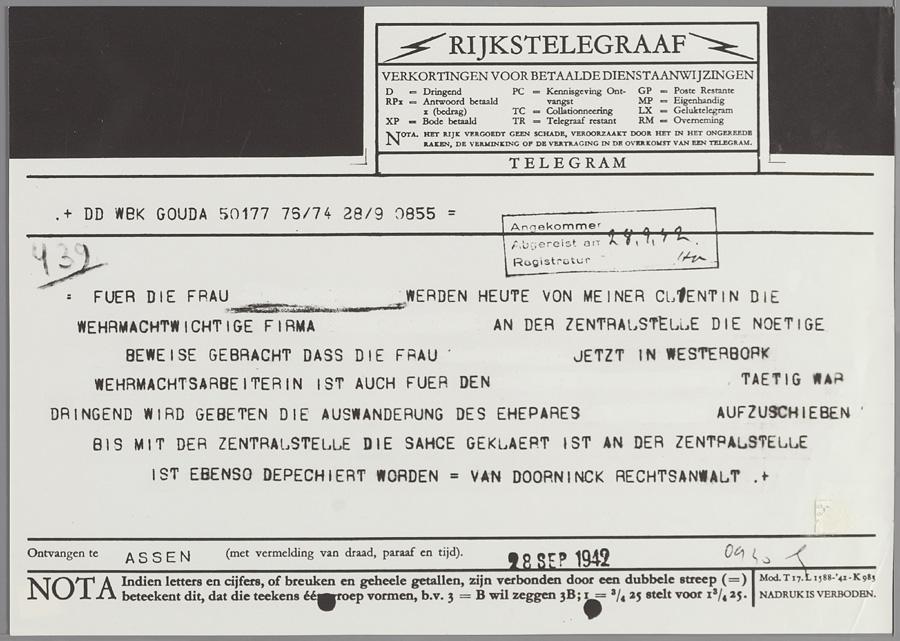 RIJKSTELEGRAAF
VERKORTINGEN VOOR BETAALDE DIENSTAANWIJZINGEN
D = Dringend
RPx = Antwoord betaald
x (bedrag)
XP = Bode betaald
PC = Kennisgeving Ont-
vangst
TC = Collationneering
TR = Telegraaf restant
GP = Poste Restante
MP = Eigenhandig
LX = Geluktelegram
RM = Overneming
NOTA. HET RIJK VERGOEDT GEEN SCHADE, VEROORZAAKT DOOR HET IN HET ONGEREEDE
RAKEN, DE VERMINKING OF DE VERTRAGING IN DE OVERKOMST VAN EEN TELEGRAM.
TELEGRAM
.+ DD WBK GOUDA 50177 76/74 28/9 0855 =
Angekommen
Abgereist am 28.9.42.
Registratur
439
= FUER DIE FRAU WERDEN HEUTE VON MEINER CLIENTIN DIE
WEHRMACHTWICHTIGE FIRMA AN DER ZENTRALSTELLE DIE NOETIGE
BEWEISE GEBRACHT DASS DIE FRAU JETZT IN WESTERBORK
WEHRMACHTSARBEITERIN IST AUCH FUER DEN TAETIG WAR
DRINGEND WIRD GEBETEN DIE AUSWANDERUNG DES EHEPARES AUFZUSCHIEBEN
BIS MIT DER ZENTRALSTELLE DIE SAHCE GEKLAERT IST AN DER ZENTRALSTELLE
IST EBENSO DEPECHIERT WORDEN = VAN DOORNINCK RECHTSANWALT .+
Ontvangen te ASSEN (met vermelding van draad, paraaf en tijd). 28 SEP 1942
NOTA Indien letters en cijfers, of breuken en geheele getallen, zijn verbonden door een dubbele streep (=)
beteekent dit, dat die teekens één groep vormen, b.v. 3 = B wil zeggen 3B; 1 = 3/4 25 stelt voor 1 3/4 25.
Mod. T 17. L 1588-'42 - K 985
NADRUK IS VERBODEN.